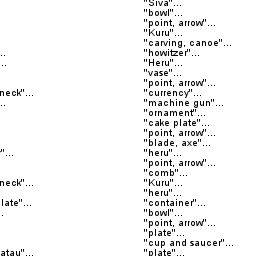 "Siva"...
"bowl"...
"point, arrow"...
"Kuru"...
"carving, canoe"...
.. "howitzer"...
... "Heru"...
"vase"...
"point, arrow"...
neck"... "currency"...
.. "machine gun"...
"ornament"...
"cake plate"...
"point, arrow"...
"blade, axe"...
"... "heru"...
"point, arrow"...
"comb"...
neck"... "Kuru"...
"heru"...
late"... "container"...
. "bowl"...
"point, arrow"...
"plate"...
"cup and saucer"...
atau"... "plate"...